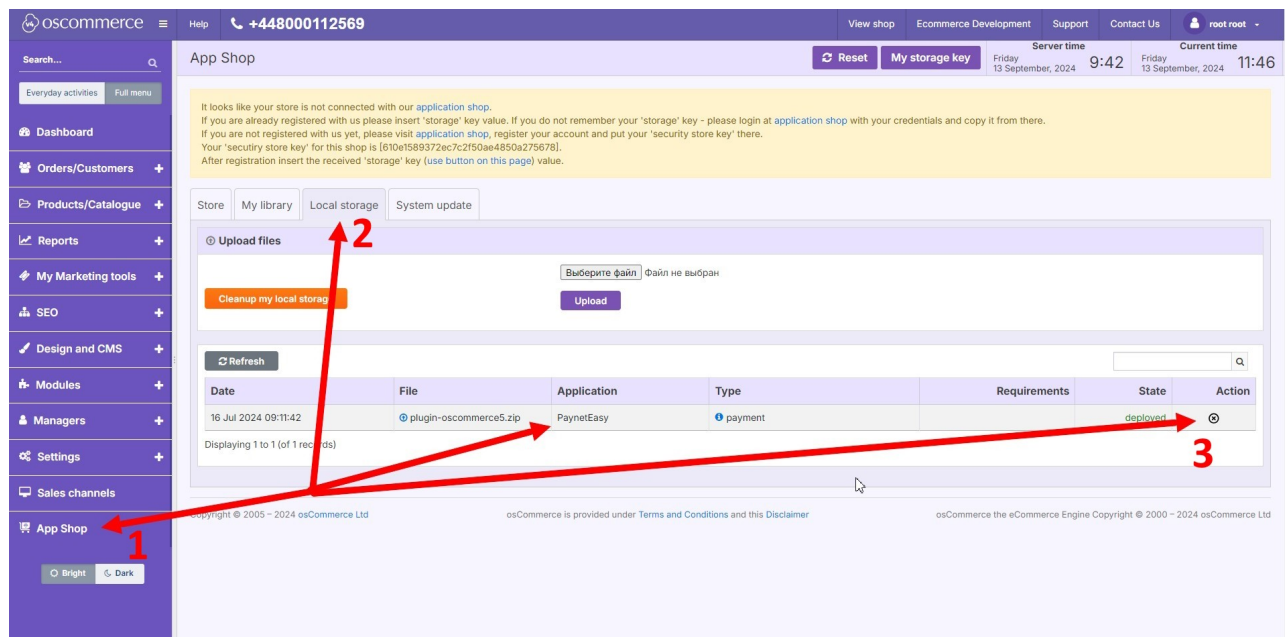 v4 oscommerce
Help +448000112569
View shop Ecommerce Development Support Contact Us root root
Search...
Everyday activities Full menu
Dashboard
Orders/Customers +
Products/Catalogue +
Reports +
My Marketing tools +
SEO +
Design and CMS +
Modules +
Managers +
Settings +
Sales channels
App Shop
Bright Dark
App Shop
Reset My storage key
Server time
Friday
13 September, 2024 9:42
Current time
Friday
13 September, 2024 11:46
It looks like your store is not connected with our application shop.
If you are already registered with us please insert 'storage' key value. If you do not remember your 'storage' key - please login at application shop with your credentials and copy it from there.
If you are not registered with us yet, please visit application shop, register your account and put your 'security store key' there.
Your 'secutiry store key' for this shop is [610e1589372ec7c2f50ae4850a275678].
After registration insert the received 'storage' key (use button on this page) value.
Store My library Local storage System update
2
Upload files
Выберите файл Файл не выбран
Cleanup my local storage
Upload
Refresh
Date File Application Type Requirements State Action
16 Jul 2024 09:11:42 plugin-oscommerce5.zip PaynetEasy payment deployed
Displaying 1 to 1 (of 1 records)
3
1
Copyright © 2005 – 2024 osCommerce Ltd osCommerce is provided under Terms and Conditions and this Disclaimer osCommerce the eCommerce Engine Copyright © 2000 – 2024 osCommerce Ltd